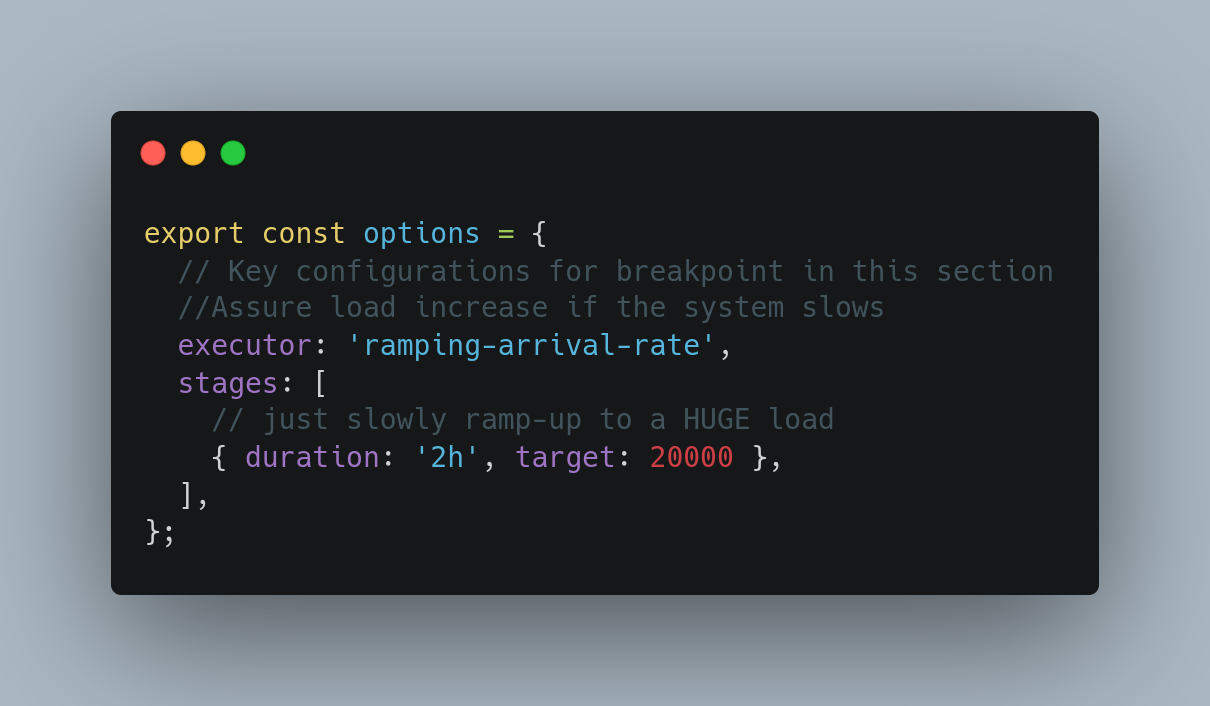 export const options = {
  // Key configurations for breakpoint in this section
  //Assure load increase if the system slows
  executor: 'ramping-arrival-rate',
  stages: [
    // just slowly ramp-up to a HUGE load
    { duration: '2h', target: 20000 },
  ],
};